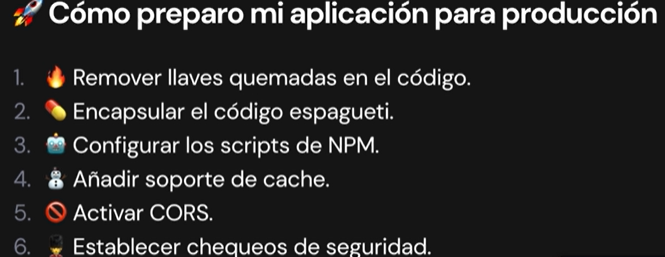 🚀 Cómo preparo mi aplicación para producción
1. 🔥 Remover llaves quemadas en el código.
2. 💊 Encapsular el código espagueti.
3. 🤖 Configurar los scripts de NPM.
4. ⛄ Añadir soporte de cache.
5. 🚫 Activar CORS.
6. 💂 Establecer chequeos de seguridad.